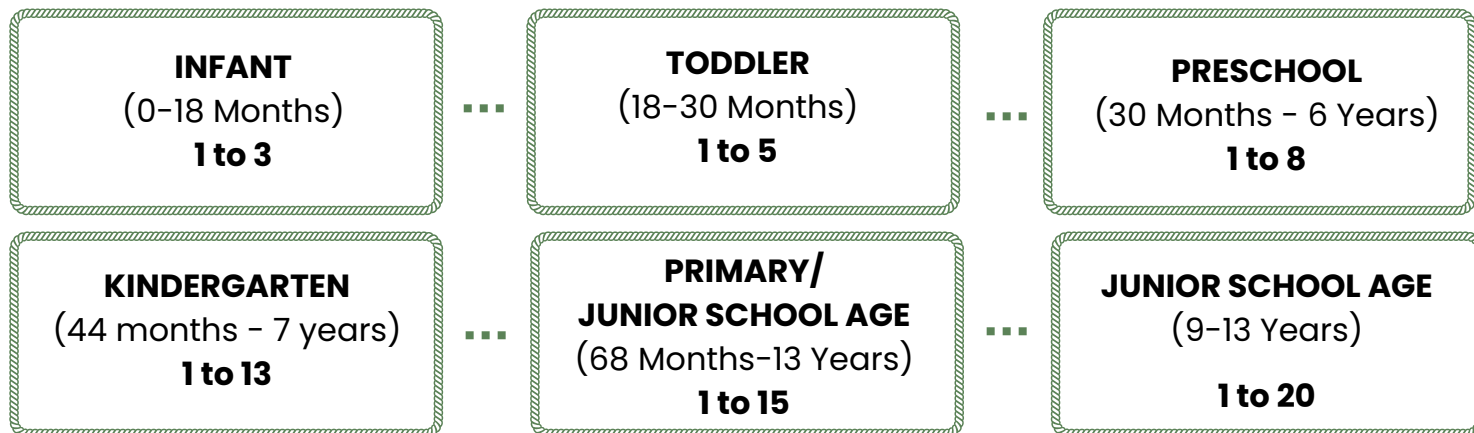 INFANT
(0-18 Months)
1 to 3
TODDLER
(18-30 Months)
1 to 5
PRESCHOOL
(30 Months - 6 Years)
1 to 8
KINDERGARTEN
(44 months - 7 years)
1 to 13
PRIMARY/
JUNIOR SCHOOL AGE
(68 Months-13 Years)
1 to 15
JUNIOR SCHOOL AGE
(9-13 Years)
1 to 20